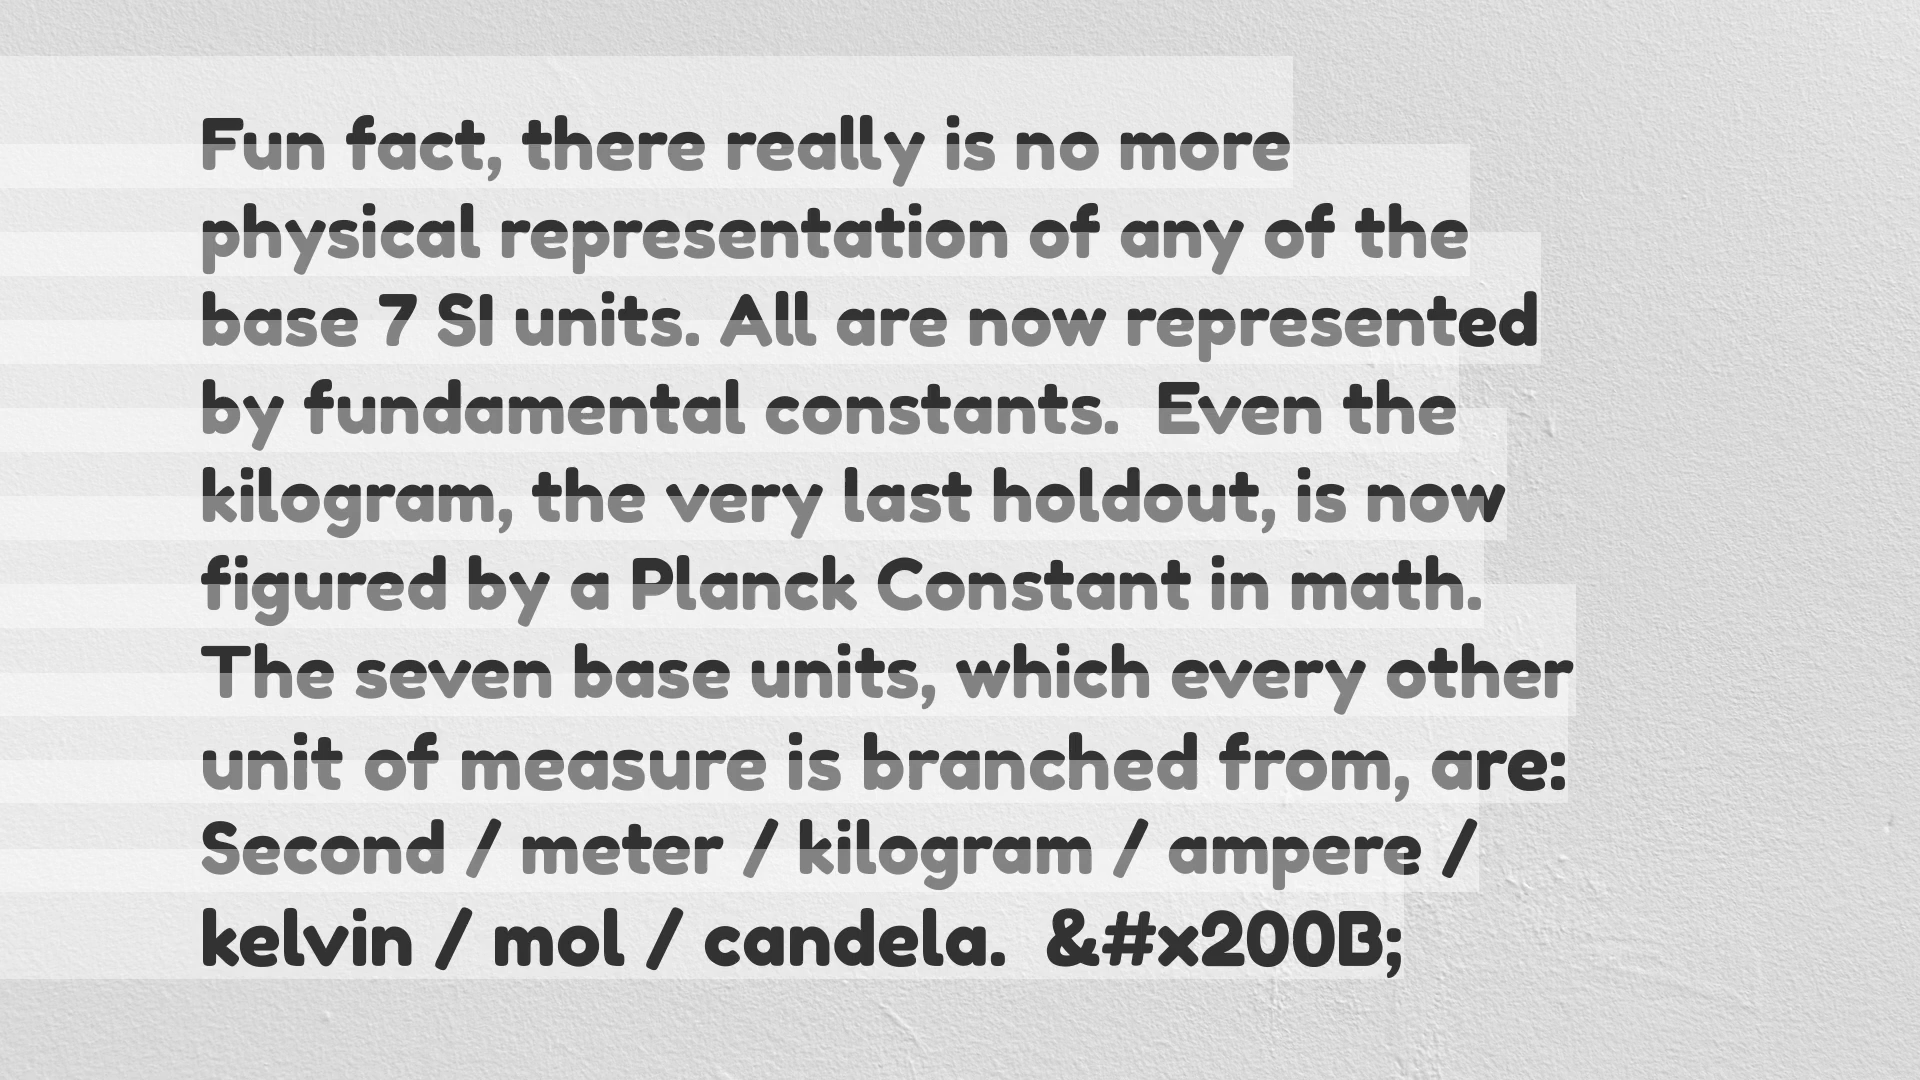 Fun fact, there really is no more
physical representation of any of the
base 7 SI units. All are now represented
by fundamental constants.  Even the
kilogram, the very last holdout, is now
figured by a Planck Constant in math.
The seven base units, which every other
unit of measure is branched from, are:
Second / meter / kilogram / ampere /
kelvin / mol / candela.  &#x200B;